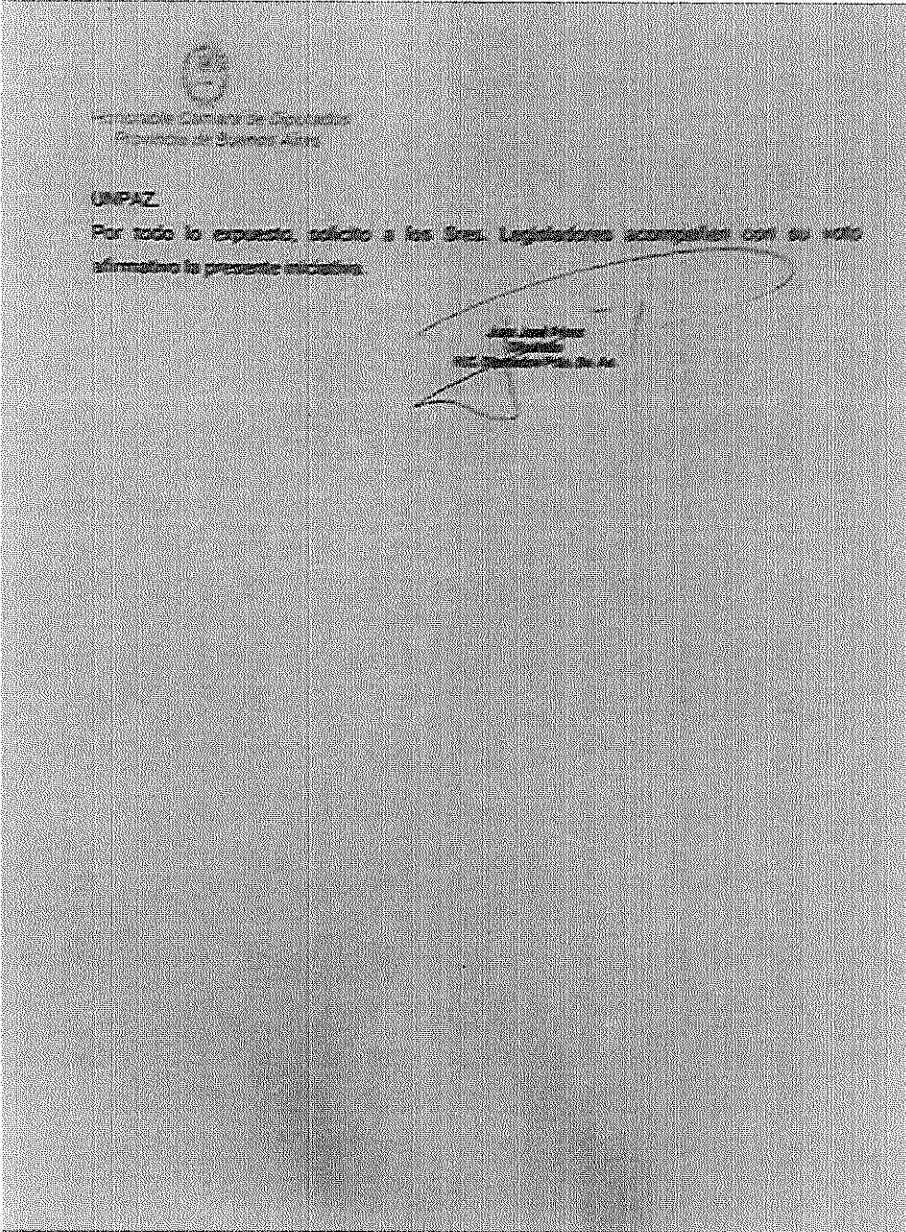 Honorable Cámara de Diputados
Provincia de Buenos Aires
UNPAZ.
Por todo lo expuesto, solicito a los Sres. Legisladores acompañen con su voto
afirmativo la presente iniciativa.
Diputado